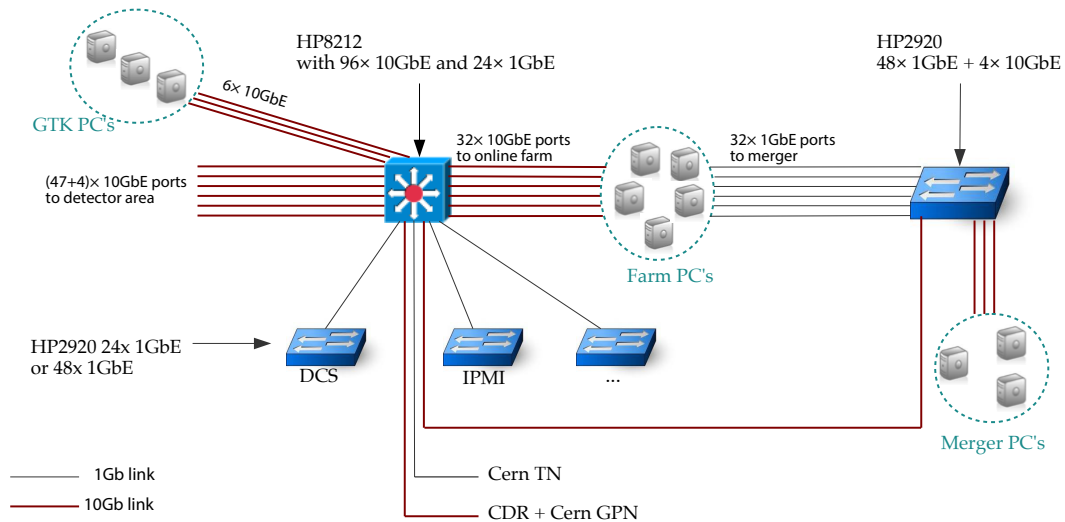 HP8212
with 96× 10GbE and 24× 1GbE
HP2920
48× 1GbE + 4× 10GbE
6× 10GbE
GTK PC's
32× 10GbE ports
to online farm
32× 1GbE ports
to merger
(47+4)× 10GbE ports
to detector area
Farm PC's
HP2920 24x 1GbE
or 48x 1GbE
DCS
IPMI
...
Merger PC's
1Gb link
Cern TN
10Gb link
CDR + Cern GPN